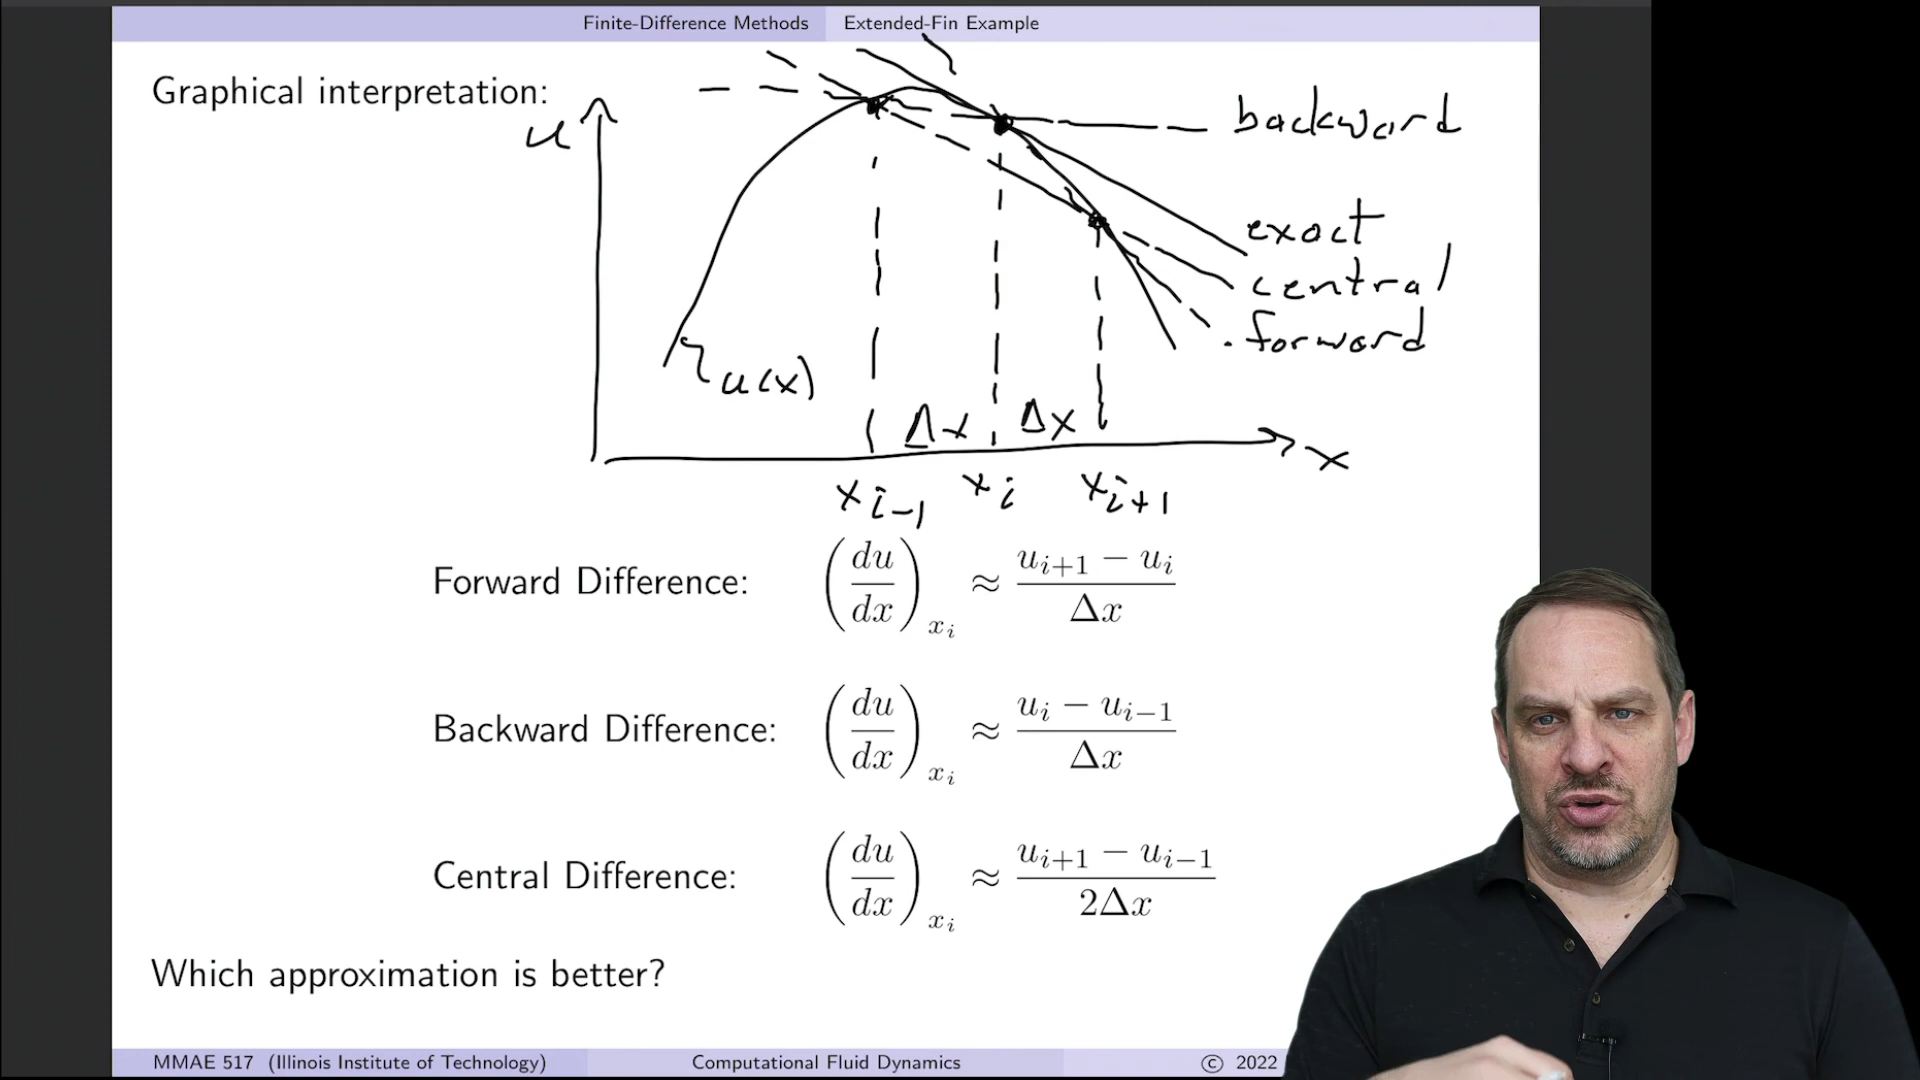 Finite-Difference Methods Extended-Fin Example
Graphical interpretation:
u
backward
exact
central
forward
u(x)
Δx Δx
x
x_{i-1} x_i x_{i+1}
Forward Difference: (du/dx)_{x_i} ≈ (u_{i+1} − u_i)/Δx
Backward Difference: (du/dx)_{x_i} ≈ (u_i − u_{i−1})/Δx
Central Difference: (du/dx)_{x_i} ≈ (u_{i+1} − u_{i−1})/2Δx
Which approximation is better?
MMAE 517 (Illinois Institute of Technology) Computational Fluid Dynamics © 2022